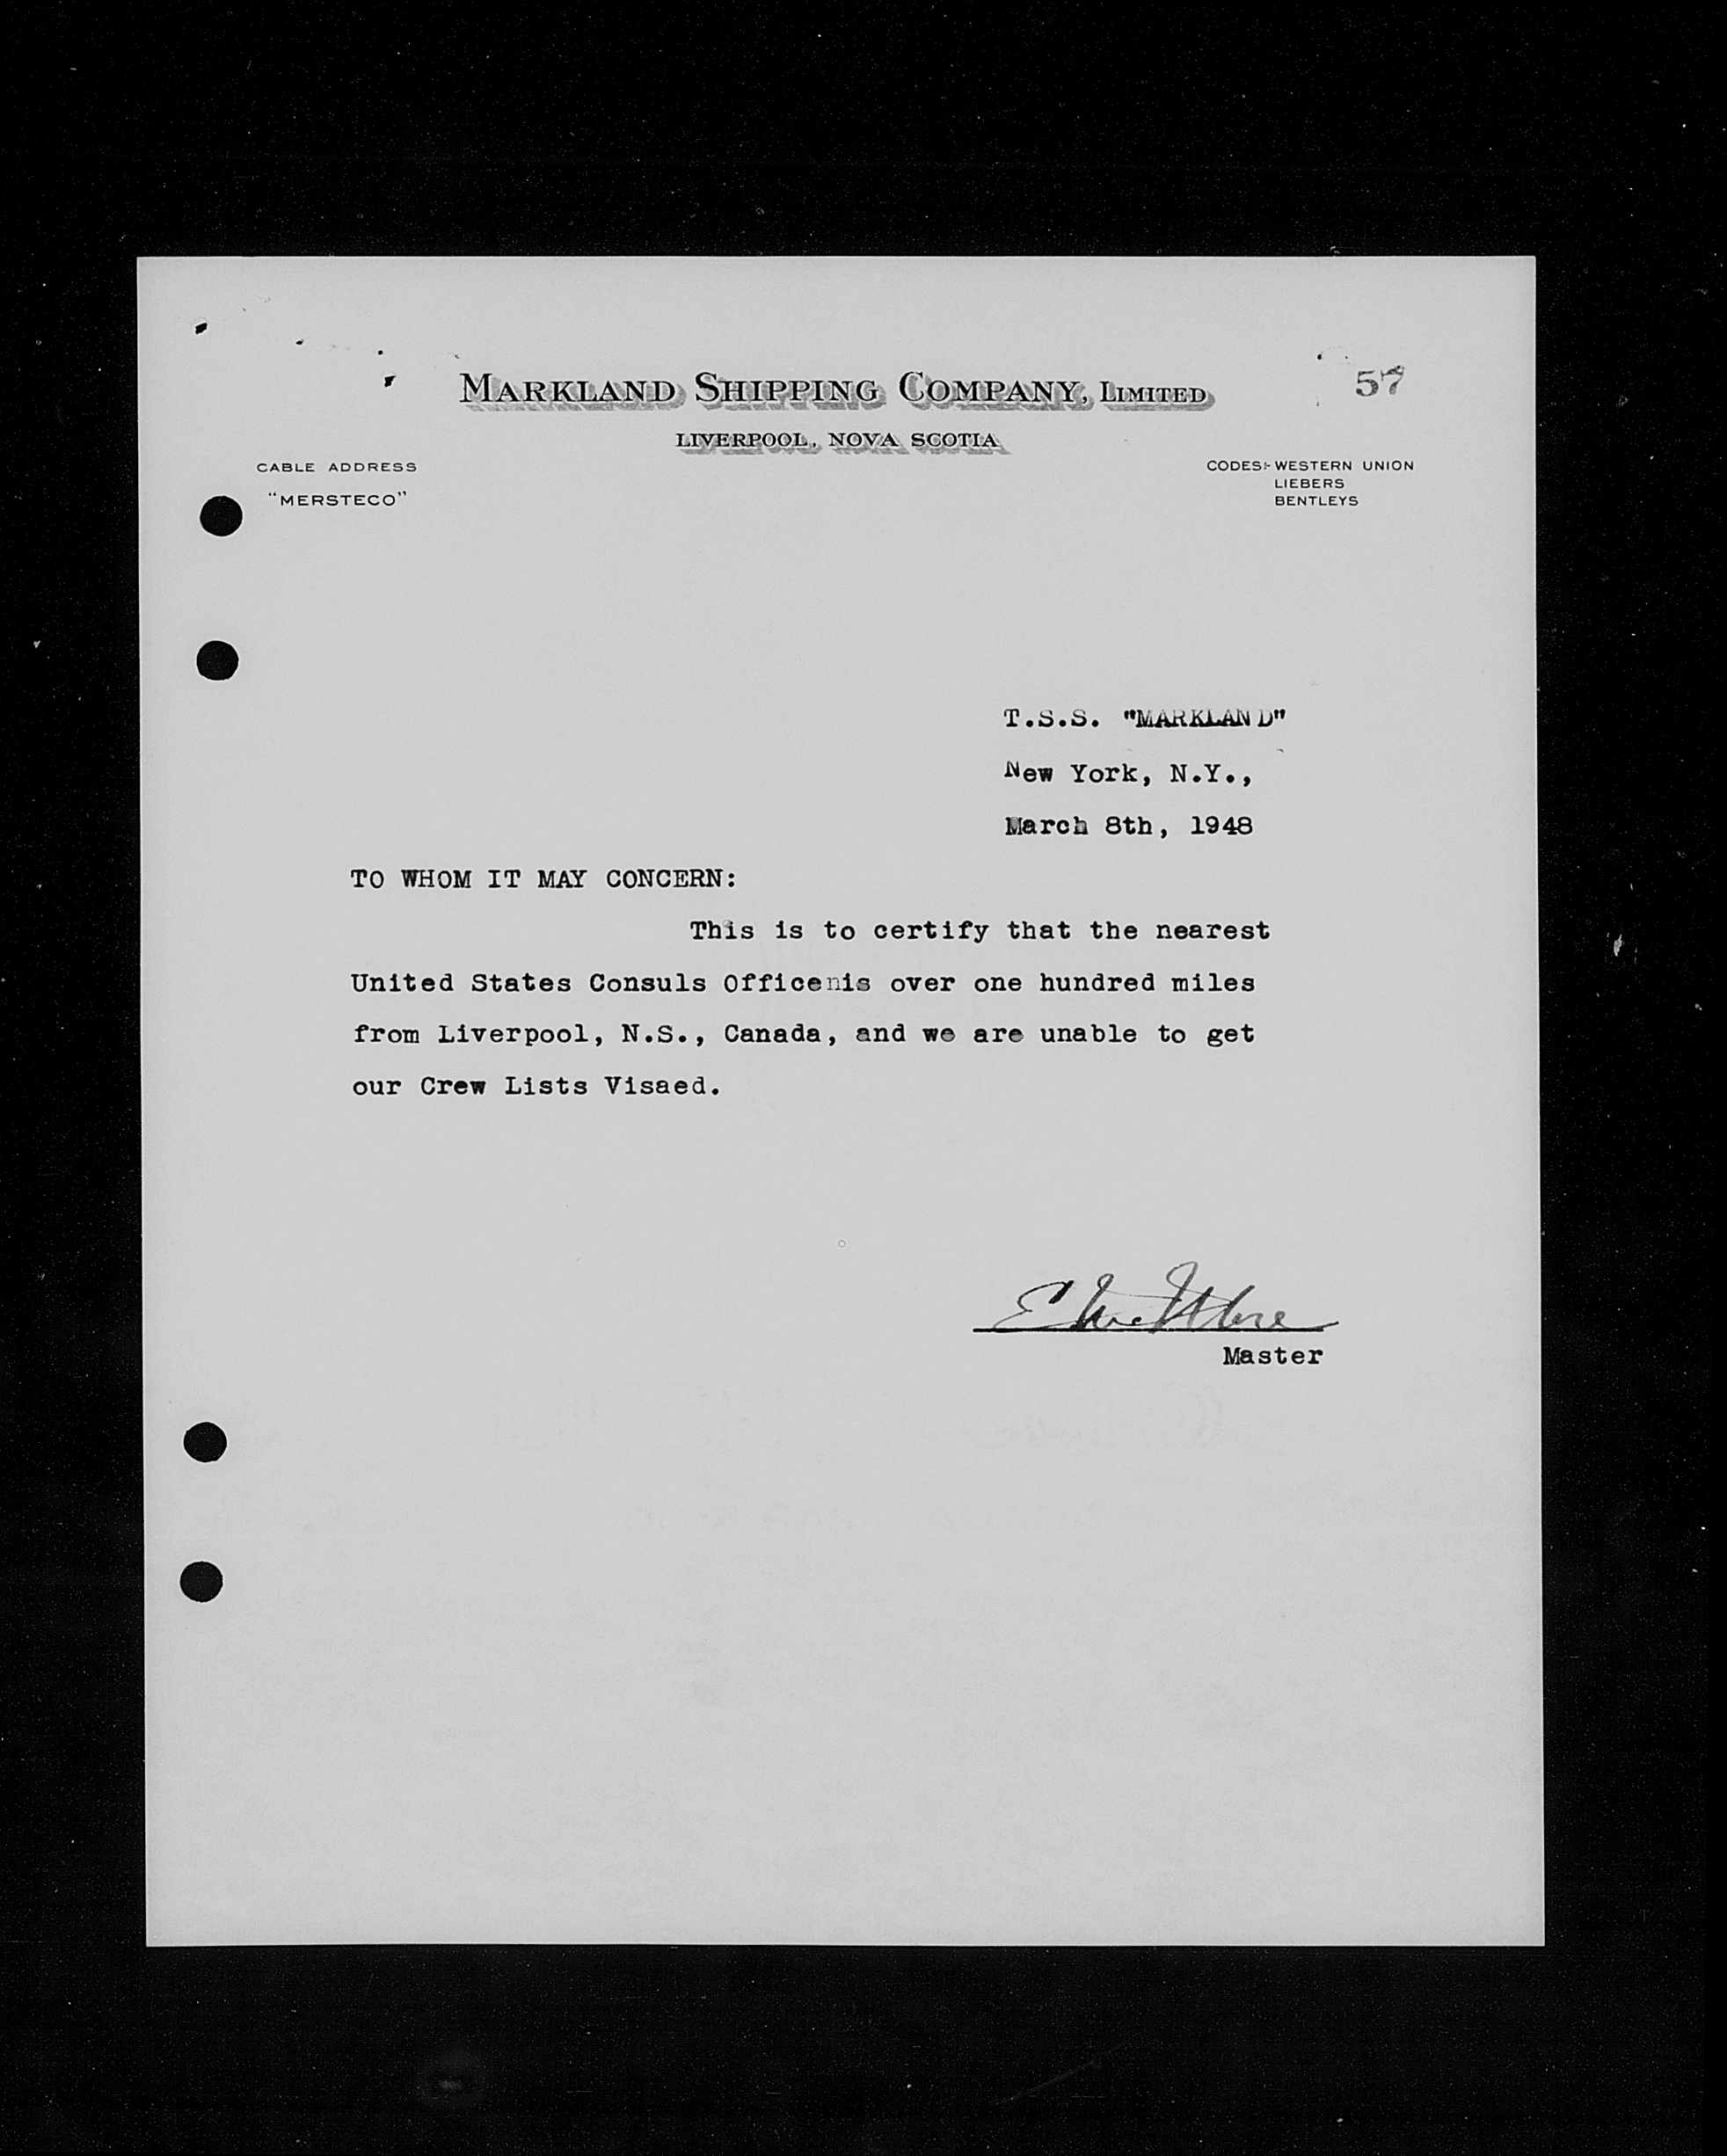 MARKLAND SHIPPING COMPANY, LIMITED
57
LIVERPOOL, NOVA SCOTIA
CABLE ADDRESS
"MERSTECO"
CODES:- WESTERN UNION
LIEBERS
BENTLEYS
T.S.S. "MARKLAND"
New York, N.Y.,
March 8th, 1948
TO WHOM IT MAY CONCERN:
This is to certify that the nearest
United States Consuls Officenis over one hundred miles
from Liverpool, N.S., Canada, and we are unable to get
our Crew Lists Visaed.
Master